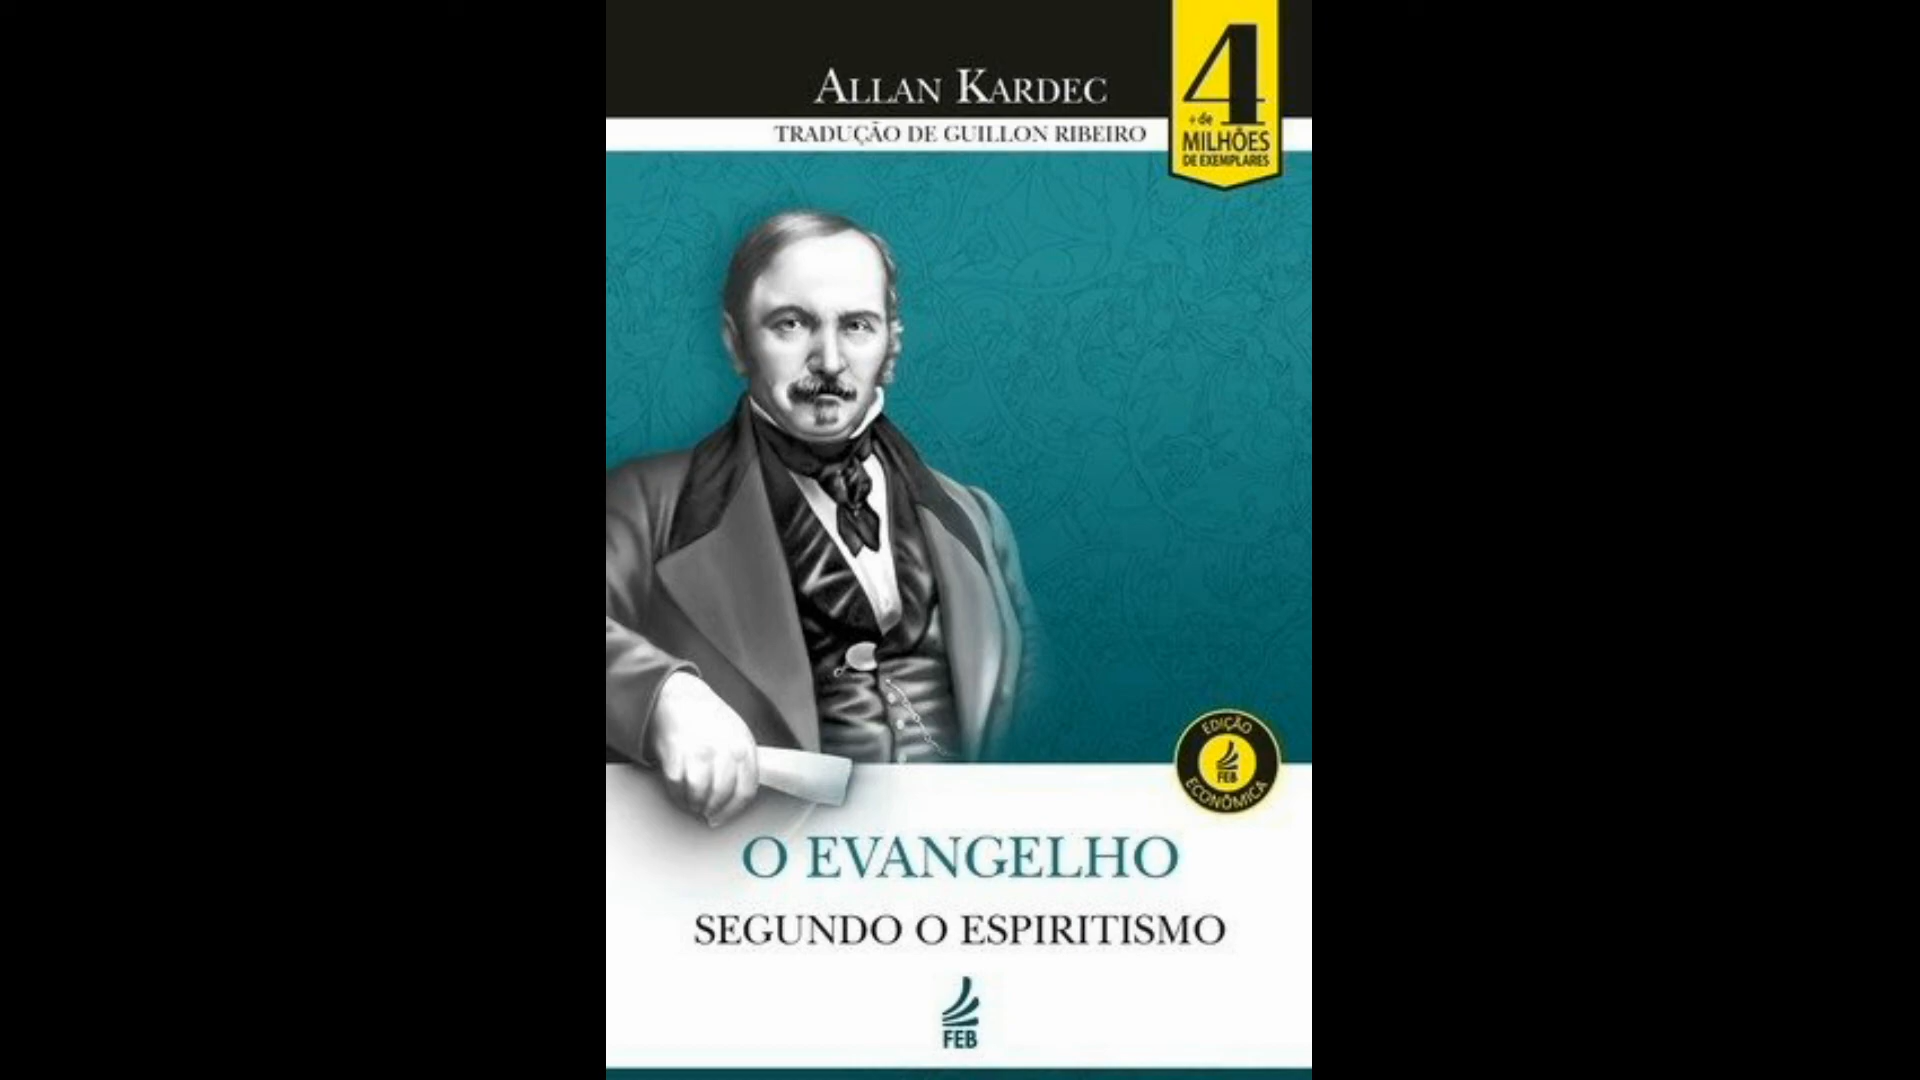 ALLAN KARDEC
TRADUÇÃO DE GUILLON RIBEIRO
4
+ de
MILHÕES
DE EXEMPLARES
EDIÇÃO
FEB
ECONÔMICA
O EVANGELHO
SEGUNDO O ESPIRITISMO
FEB